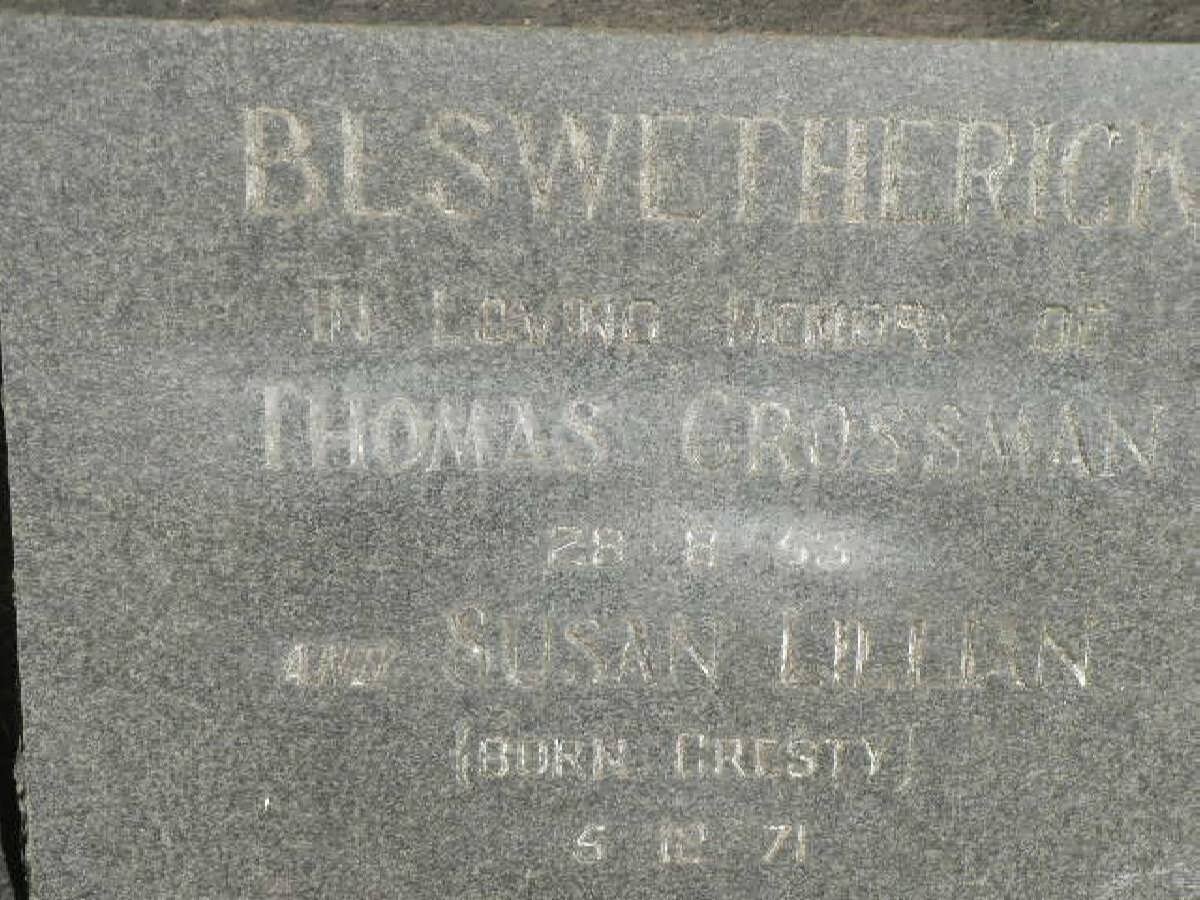 BLSWETHERICK
IN LOVING MEMORY OF
THOMAS CROSSMAN
28 8 53
AND SUSAN LILLIAN
(BORN CRESTY)
5 12 71